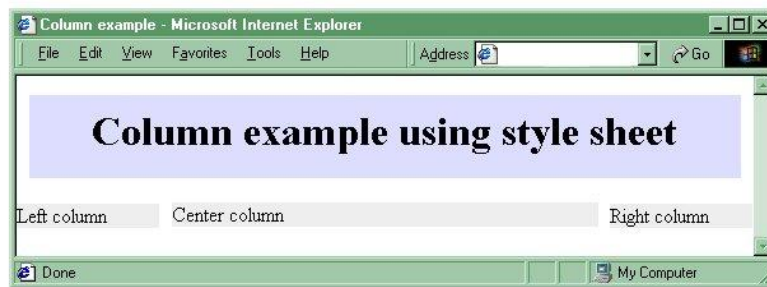 Column example - Microsoft Internet Explorer
File Edit View Favorites Tools Help Address Go
Column example using style sheet
Left column Center column Right column
Done My Computer